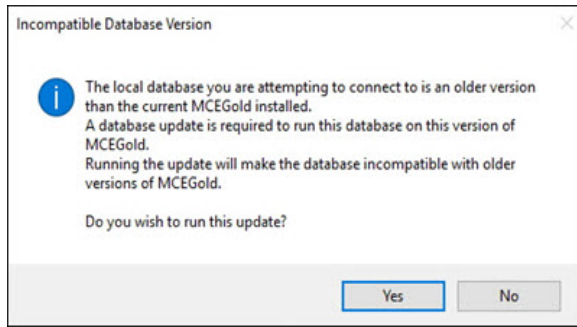 Incompatible Database Version
The local database you are attempting to connect to is an older version
than the current MCEGold installed.
A database update is required to run this database on this version of
MCEGold.
Running the update will make the database incompatible with older
versions of MCEGold.
Do you wish to run this update?
Yes
No